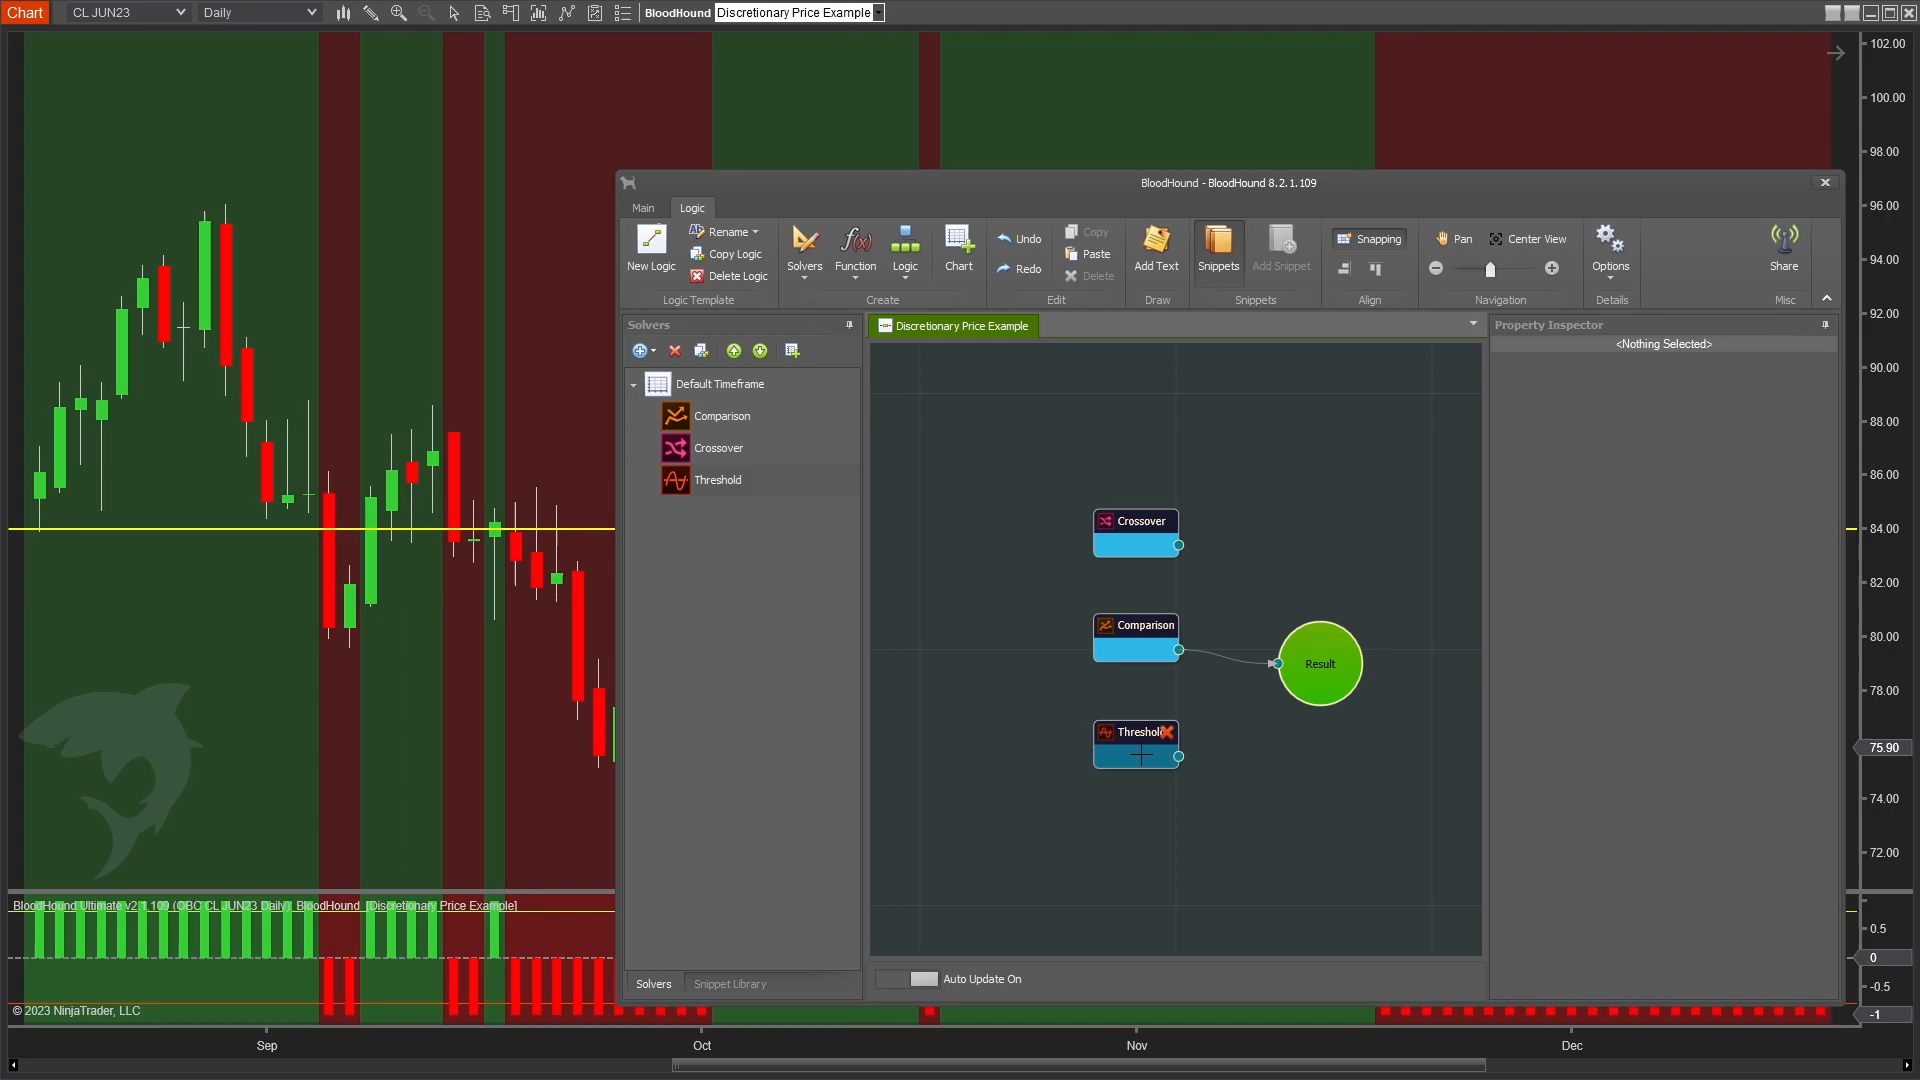 Chart
CL JUN23
Daily
BloodHound
Discretionary Price Example
BloodHound - BloodHound 8.2.1.109
Main
Logic
New Logic
Rename
Copy Logic
Delete Logic
Logic Template
Solvers
f(x)
Function
Logic
Chart
Create
Undo
Redo
Copy
Paste
Delete
Edit
Add Text
Draw
Snippets
Add Snippet
Snippets
Snapping
Align
Pan
Center View
Navigation
Options
Details
Share
Misc
Solvers
Default Timeframe
Comparison
Crossover
Threshold
Solvers
Snippet Library
Discretionary Price Example
Crossover
Comparison
Threshold
Result
Auto Update On
Property Inspector
<Nothing Selected>
102.00
100.00
98.00
96.00
94.00
92.00
90.00
88.00
86.00
84.00
82.00
80.00
78.00
75.90
74.00
72.00
BloodHound Ultimate v2.1.109 (OBC CL JUN23 Daily): BloodHound [Discretionary Price Example]
0.5
0
-0.5
-1
© 2023 NinjaTrader, LLC
Sep
Oct
Nov
Dec